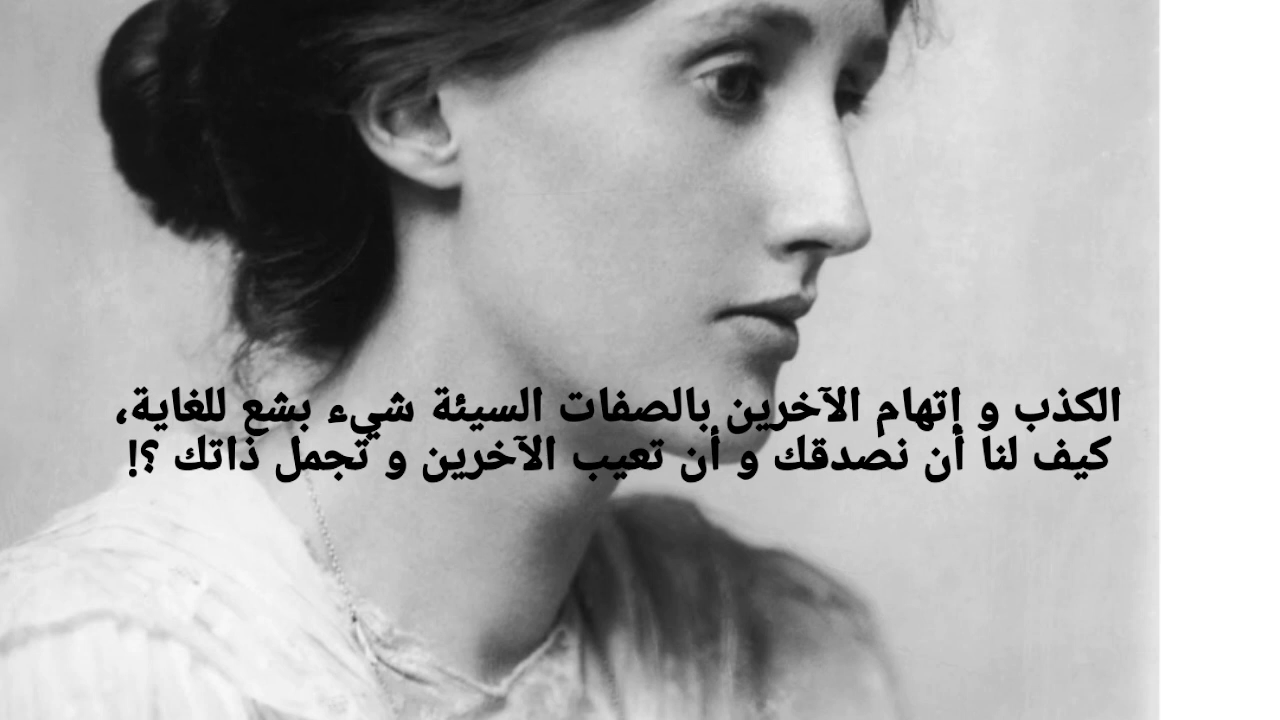 الكذب و إتهام الآخرين بالصفات السيئة شيء بشع للغاية،
كيف لنا أن نصدقك و أن تعيب الآخرين و تجمل ذاتك ؟!